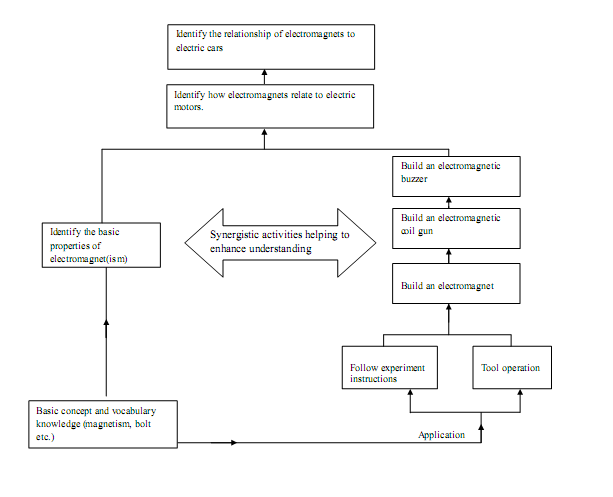 Identify the relationship of electromagnets to
electric cars
Identify how electromagnets relate to electric
motors.
Build an electromagnetic
buzzer
Identify the basic
properties of
electromagnet(ism)
Synergistic activities helping to
enhance understanding
Build an electromagnetic
coil gun
Build an electromagnet
Follow experiment
instructions
Tool operation
Basic concept and vocabulary
knowledge (magnetism, bolt
etc.)
Application